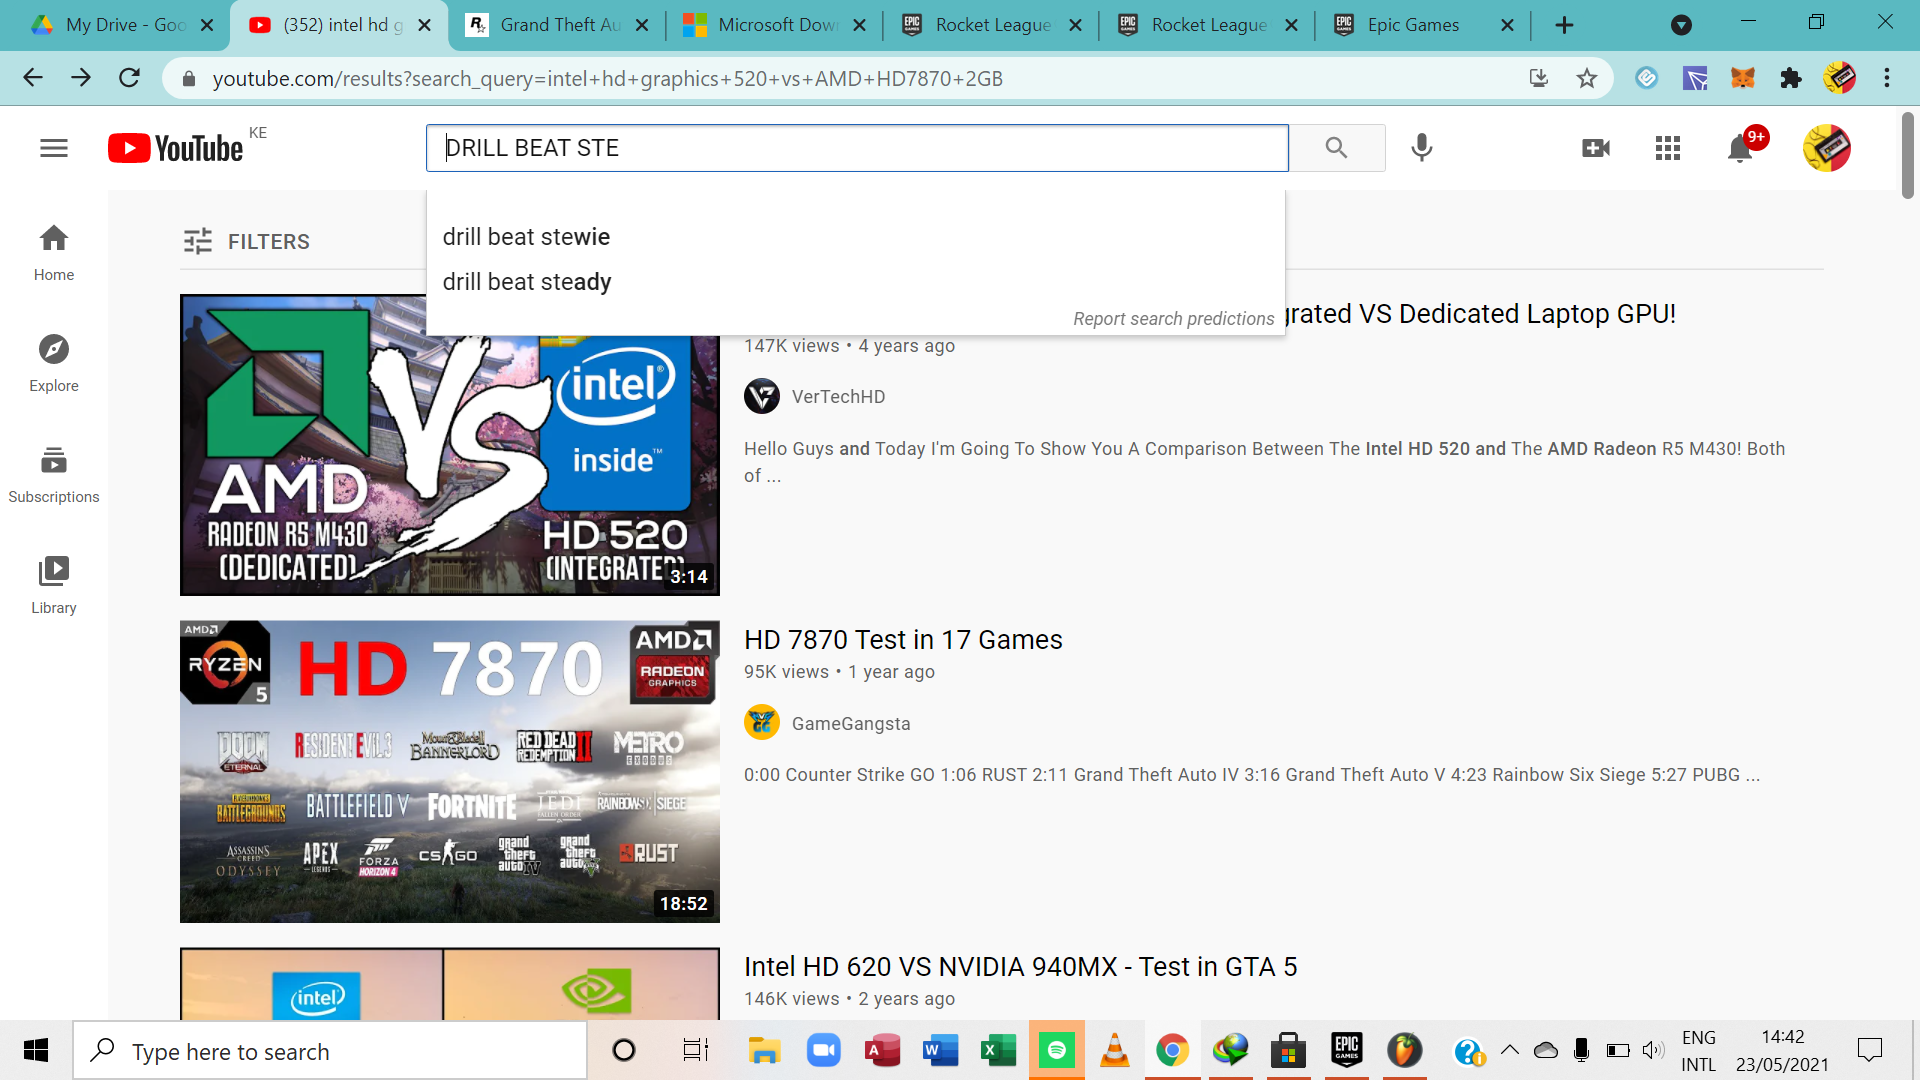 My Drive - Goo
(352) intel hd g
Grand Theft Au
Microsoft Dow
Rocket League
Rocket League
Epic Games
youtube.com/results?search_query=intel+hd+graphics+520+vs+AMD+HD7870+2GB
YouTube KE
DRILL BEAT STE
9+
drill beat stewie
drill beat steady
Report search predictions
FILTERS
Home
Explore
Subscriptions
Library
grated VS Dedicated Laptop GPU!
147K views • 4 years ago
VerTechHD
Hello Guys and Today I'm Going To Show You A Comparison Between The Intel HD 520 and The AMD Radeon R5 M430! Both
of ...
AMD
RADEON R5 M430
(DEDICATED)
VS
intel
inside™
HD 520
(INTEGRATED)
3:14
HD 7870 Test in 17 Games
95K views • 1 year ago
GameGangsta
0:00 Counter Strike GO 1:06 RUST 2:11 Grand Theft Auto IV 3:16 Grand Theft Auto V 4:23 Rainbow Six Siege 5:27 PUBG ...
AMD
RYZEN
5
HD 7870
AMD
RADEON
GRAPHICS
DOOM
ETERNAL
RESIDENT EVIL 3
Mount&Blade II
BANNERLORD
RED DEAD
REDEMPTION II
METRO
EXODUS
BATTLEGROUNDS
BATTLEFIELD V
FORTNITE
JEDI
FALLEN ORDER
RAINBOW SIX SIEGE
ASSASSIN'S
CREED
ODYSSEY
APEX
LEGENDS
FORZA
HORIZON 4
CS:GO
grand
theft
auto IV
grand
theft
auto V
RUST
18:52
Intel HD 620 VS NVIDIA 940MX - Test in GTA 5
146K views • 2 years ago
intel
Type here to search
EPIC
GAMES
ENG
INTL
14:42
23/05/2021